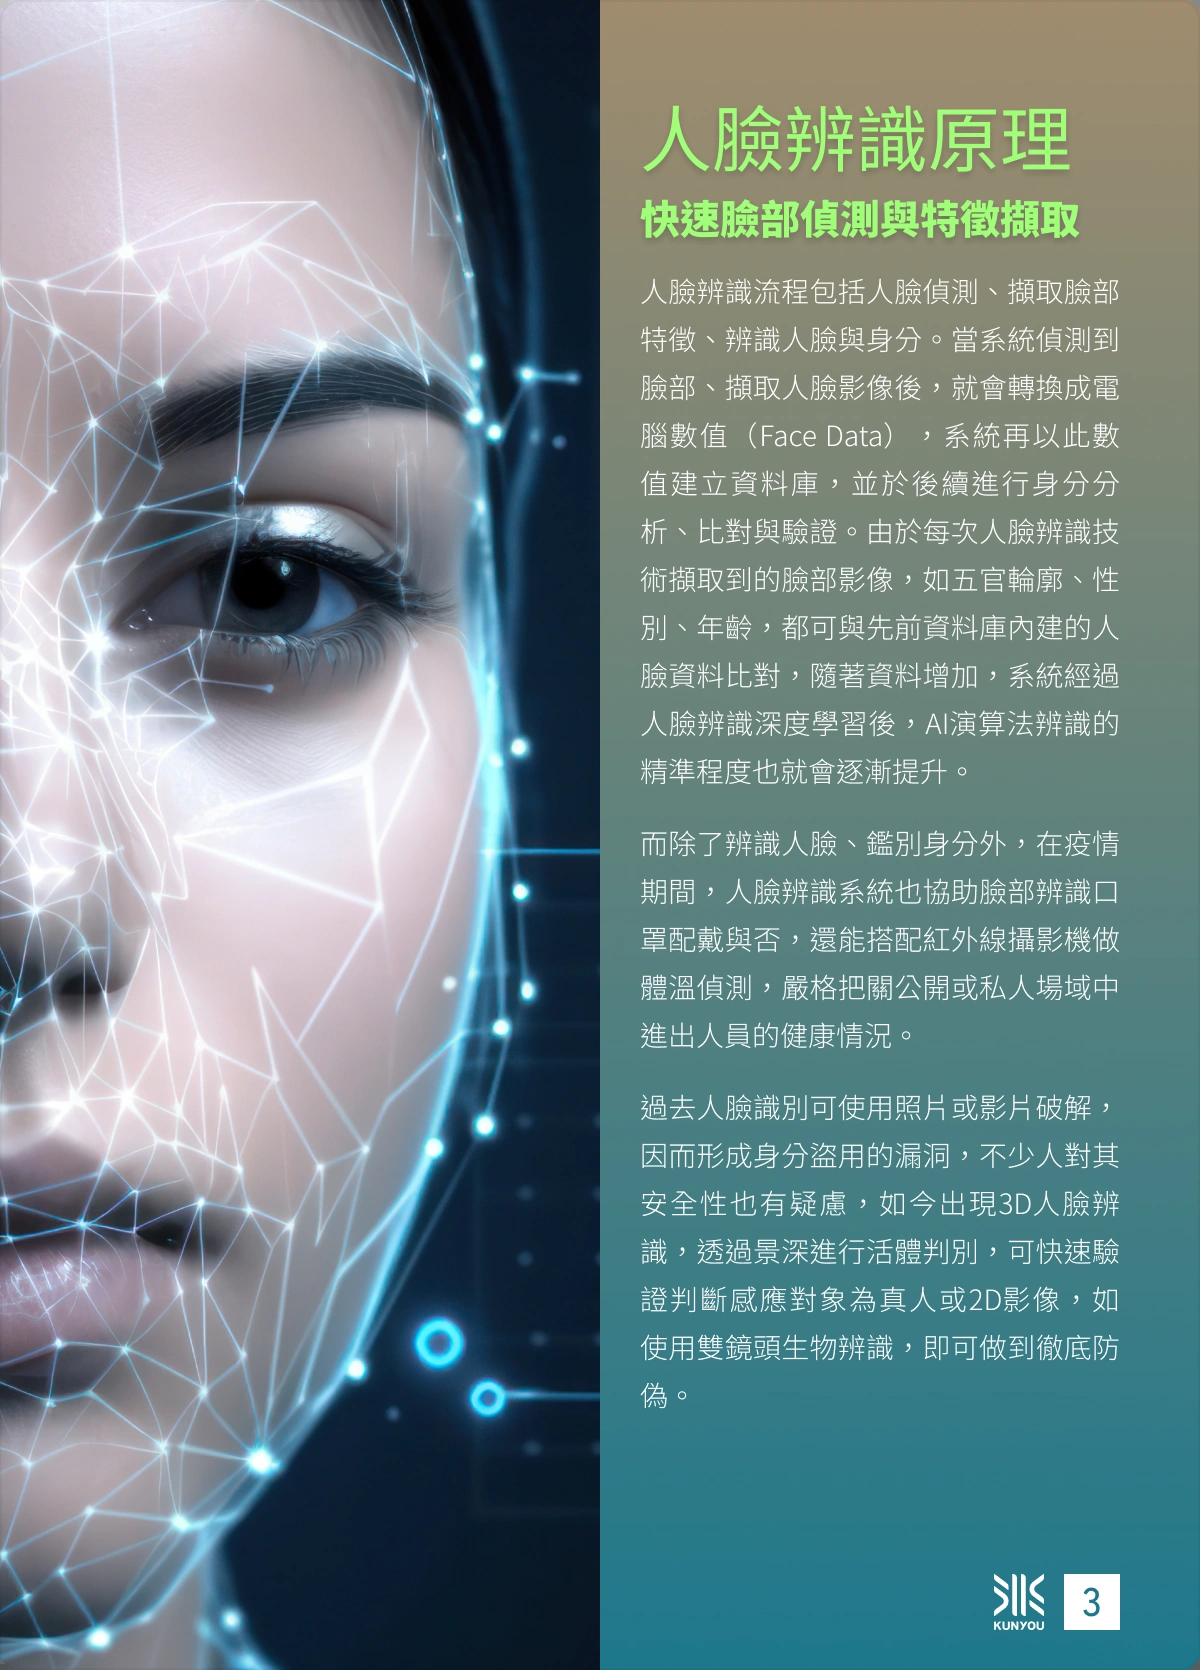 人臉辨識原理
快速臉部偵測與特徵擷取
人臉辨識流程包括人臉偵測、擷取臉部
特徵、辨識人臉與身分。當系統偵測到
臉部、擷取人臉影像後，就會轉換成電
腦數值（Face Data），系統再以此數
值建立資料庫，並於後續進行身分分
析、比對與驗證。由於每次人臉辨識技
術擷取到的臉部影像，如五官輪廓、性
別、年齡，都可與先前資料庫內建的人
臉資料比對，隨著資料增加，系統經過
人臉辨識深度學習後，AI演算法辨識的
精準程度也就會逐漸提升。
而除了辨識人臉、鑑別身分外，在疫情
期間，人臉辨識系統也協助臉部辨識口
罩配戴與否，還能搭配紅外線攝影機做
體溫偵測，嚴格把關公開或私人場域中
進出人員的健康情況。
過去人臉識別可使用照片或影片破解，
因而形成身分盜用的漏洞，不少人對其
安全性也有疑慮，如今出現3D人臉辨
識，透過景深進行活體判別，可快速驗
證判斷感應對象為真人或2D影像，如
使用雙鏡頭生物辨識，即可做到徹底防
偽。
KUNYOU
3